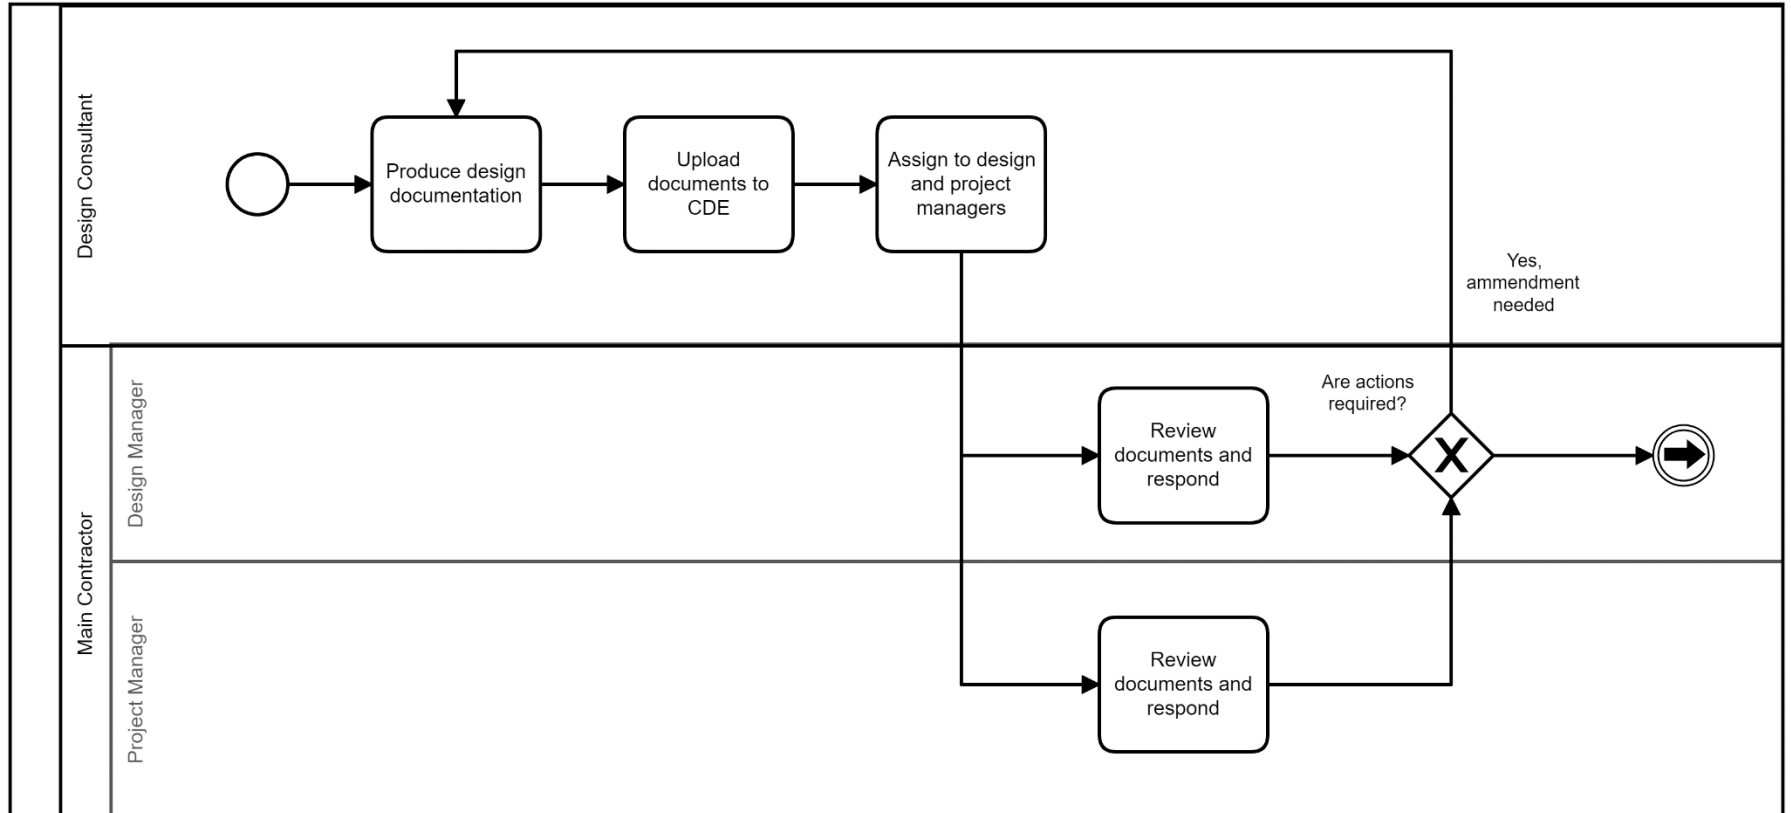 Design Consultant
Produce design
documentation
Upload
documents to
CDE
Assign to design
and project
managers
Yes,
ammendment
needed
Main Contractor
Design Manager
Review
documents and
respond
Are actions
required?
X
Project Manager
Review
documents and
respond